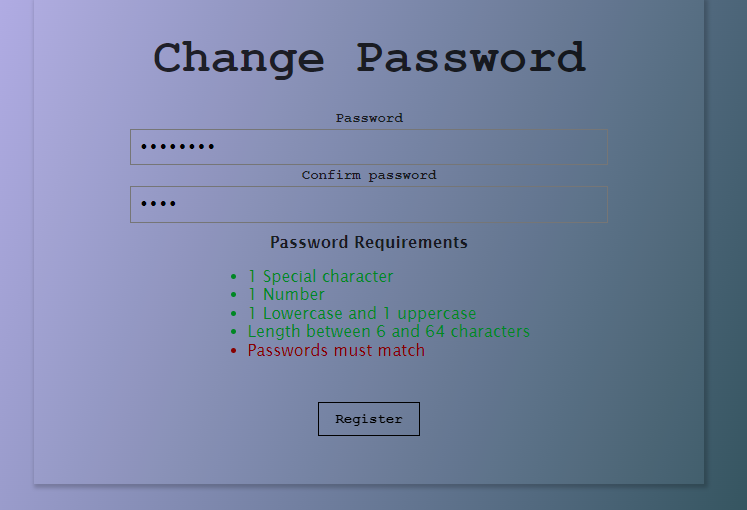 Change Password
Password
••••••••
Confirm password
••••
Password Requirements
• 1 Special character
• 1 Number
• 1 Lowercase and 1 uppercase
• Length between 6 and 64 characters
• Passwords must match
Register